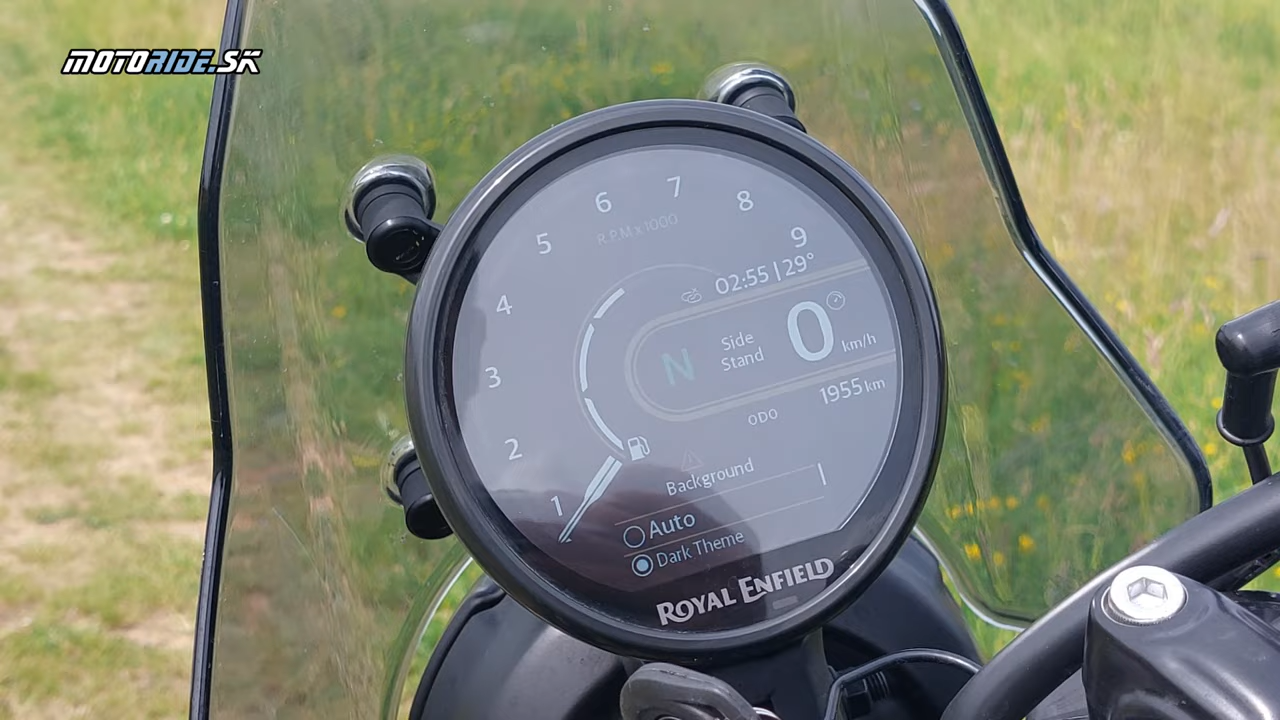 MOTORIDE.SK
6 7 8
5 R.P.M x 1000 9
02:55 | 29°
4
Side
Stand
N 0 km/h
3
1955 km
ODO
2
Background
1
Auto
Dark Theme
ROYAL ENFIELD